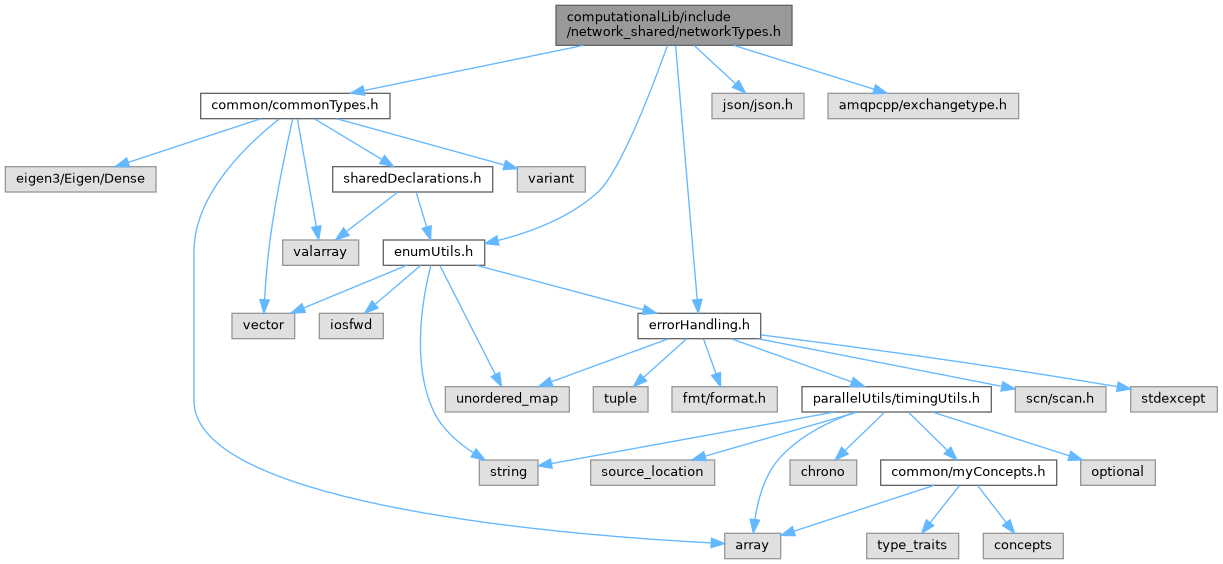 computationalLib/include
/network_shared/networkTypes.h
common/commonTypes.h
json/json.h
amqpcpp/exchangetype.h
eigen3/Eigen/Dense
sharedDeclarations.h
variant
valarray
enumUtils.h
vector
iosfwd
errorHandling.h
unordered_map
tuple
fmt/format.h
parallelUtils/timingUtils.h
scn/scan.h
stdexcept
string
source_location
chrono
common/myConcepts.h
optional
array
type_traits
concepts